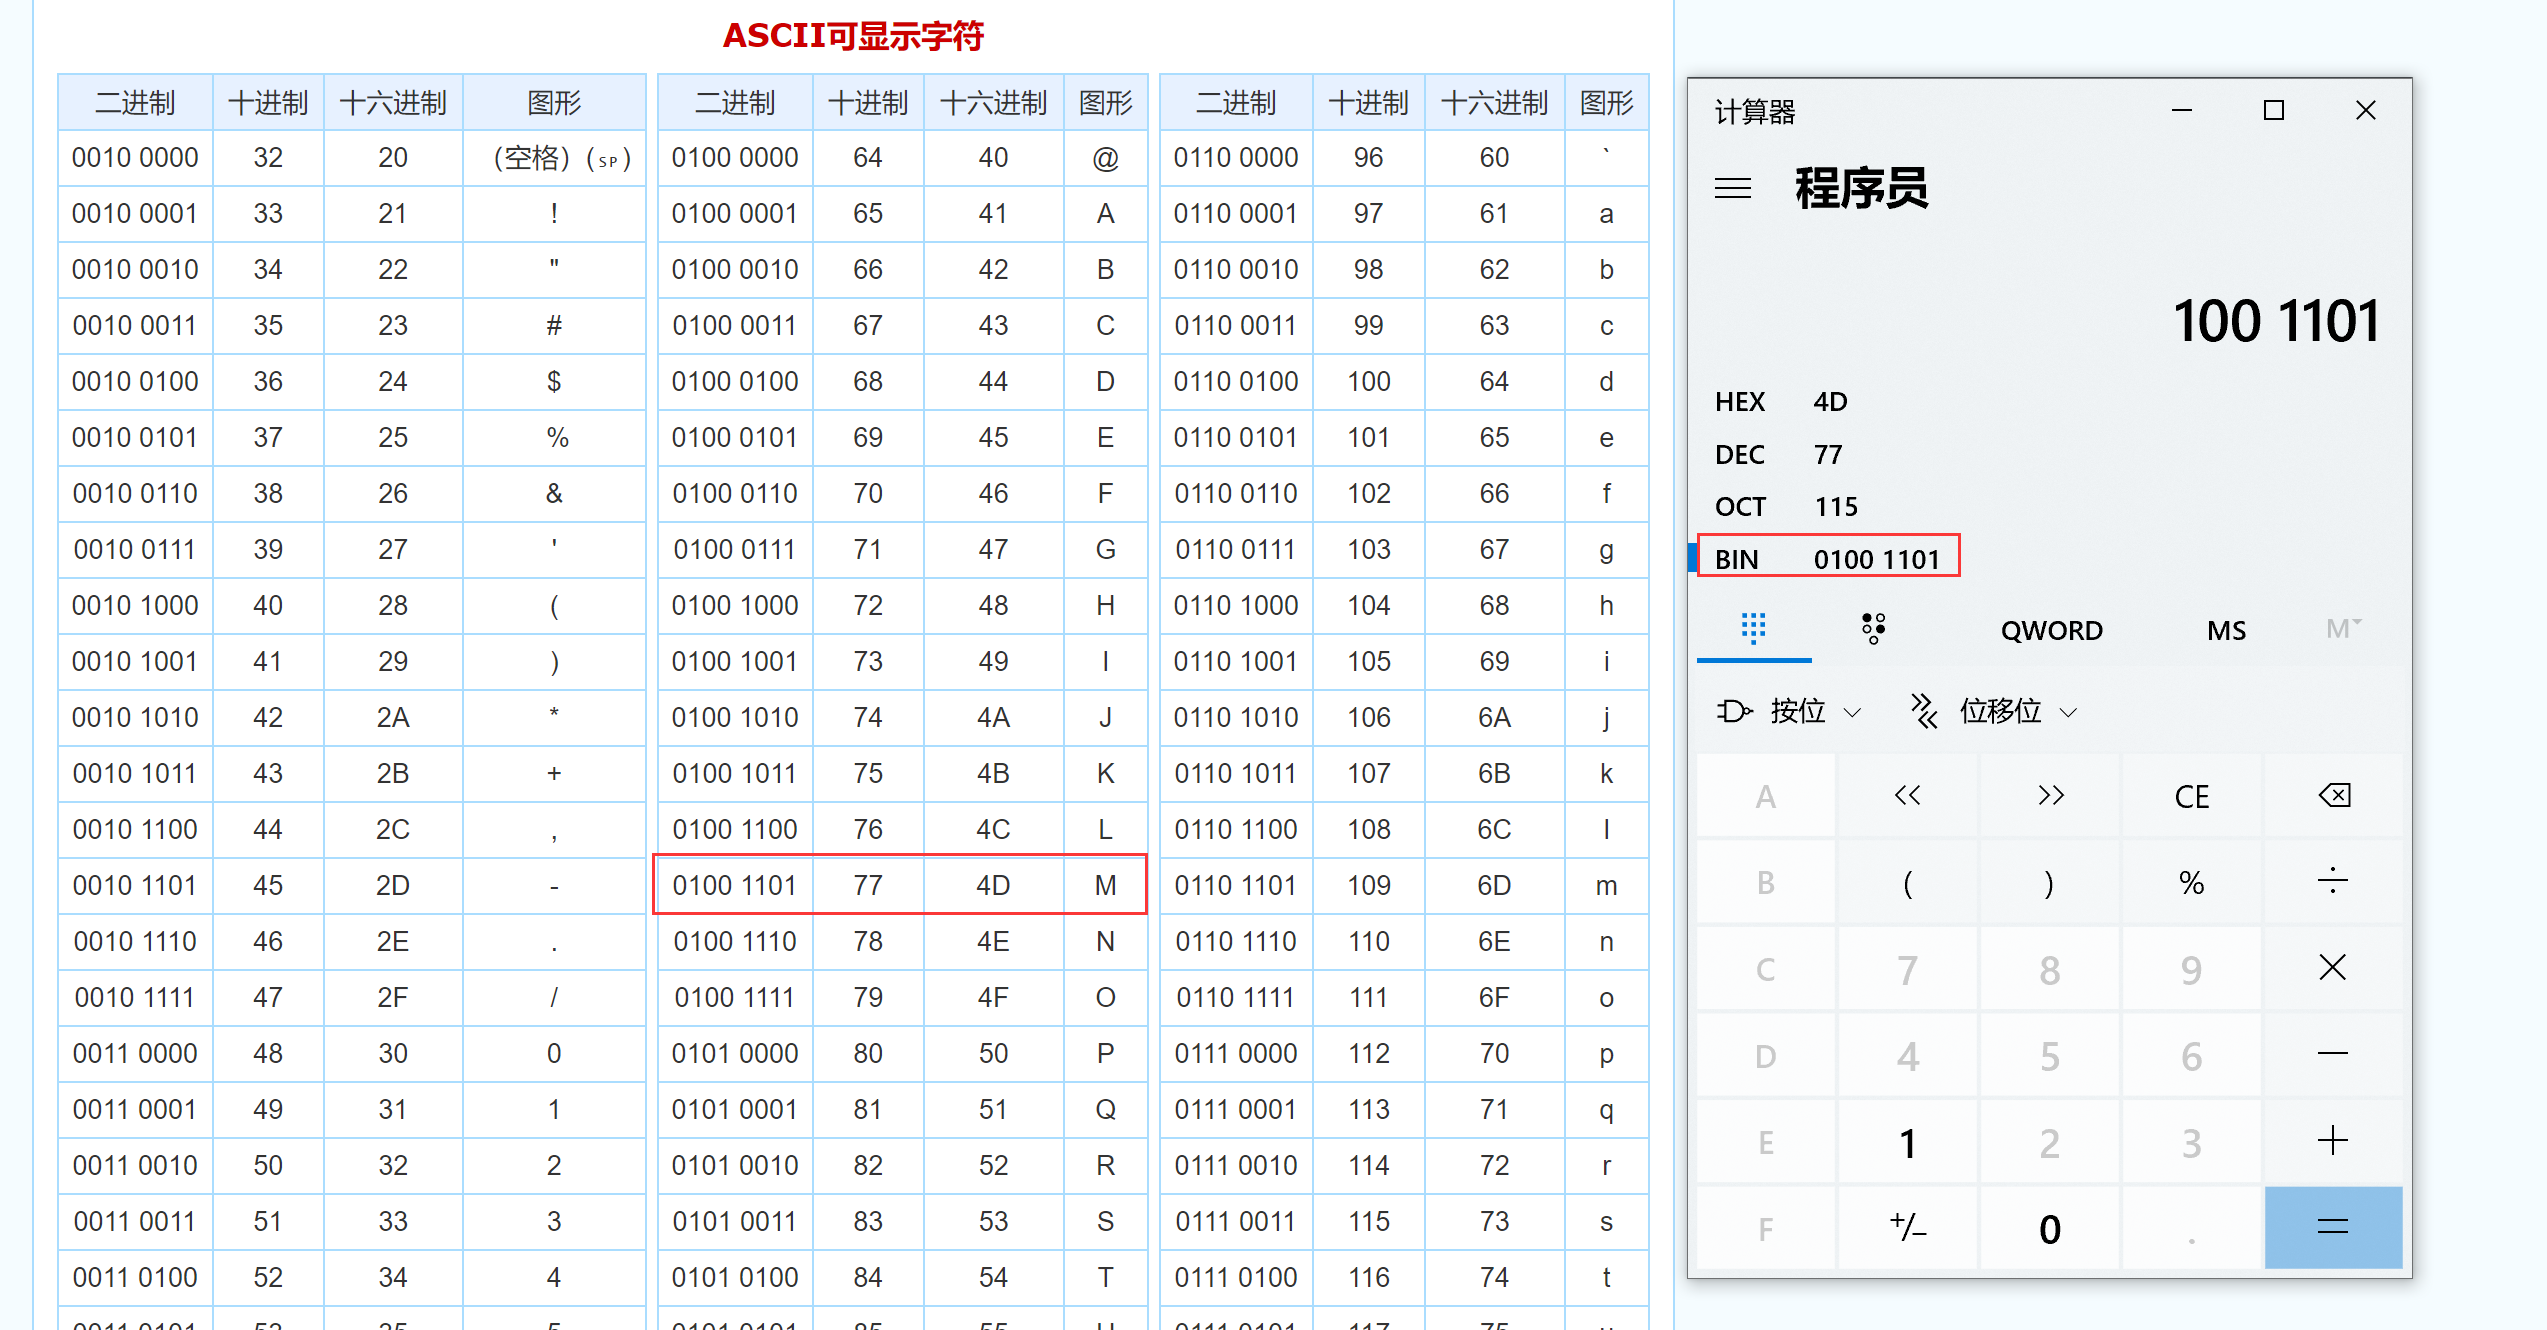 ASCII可显示字符
二进制 十进制 十六进制 图形 二进制 十进制 十六进制 图形 二进制 十进制 十六进制 图形
0010 0000 32 20 （空格）(SP) 0100 0000 64 40 @ 0110 0000 96 60 `
0010 0001 33 21 ! 0100 0001 65 41 A 0110 0001 97 61 a
0010 0010 34 22 " 0100 0010 66 42 B 0110 0010 98 62 b
0010 0011 35 23 # 0100 0011 67 43 C 0110 0011 99 63 c
0010 0100 36 24 $ 0100 0100 68 44 D 0110 0100 100 64 d
0010 0101 37 25 % 0100 0101 69 45 E 0110 0101 101 65 e
0010 0110 38 26 & 0100 0110 70 46 F 0110 0110 102 66 f
0010 0111 39 27 ' 0100 0111 71 47 G 0110 0111 103 67 g
0010 1000 40 28 ( 0100 1000 72 48 H 0110 1000 104 68 h
0010 1001 41 29 ) 0100 1001 73 49 I 0110 1001 105 69 i
0010 1010 42 2A * 0100 1010 74 4A J 0110 1010 106 6A j
0010 1011 43 2B + 0100 1011 75 4B K 0110 1011 107 6B k
0010 1100 44 2C , 0100 1100 76 4C L 0110 1100 108 6C l
0010 1101 45 2D - 0100 1101 77 4D M 0110 1101 109 6D m
0010 1110 46 2E . 0100 1110 78 4E N 0110 1110 110 6E n
0010 1111 47 2F / 0100 1111 79 4F O 0110 1111 111 6F o
0011 0000 48 30 0 0101 0000 80 50 P 0111 0000 112 70 p
0011 0001 49 31 1 0101 0001 81 51 Q 0111 0001 113 71 q
0011 0010 50 32 2 0101 0010 82 52 R 0111 0010 114 72 r
0011 0011 51 33 3 0101 0011 83 53 S 0111 0011 115 73 s
0011 0100 52 34 4 0101 0100 84 54 T 0111 0100 116 74 t
计算器
程序员
100 1101
HEX 4D
DEC 77
OCT 115
BIN 0100 1101
QWORD MS M
按位 位移位
A << >> CE
B ( ) % ÷
C 7 8 9 ×
D 4 5 6 −
E 1 2 3 +
F +/− 0 . =